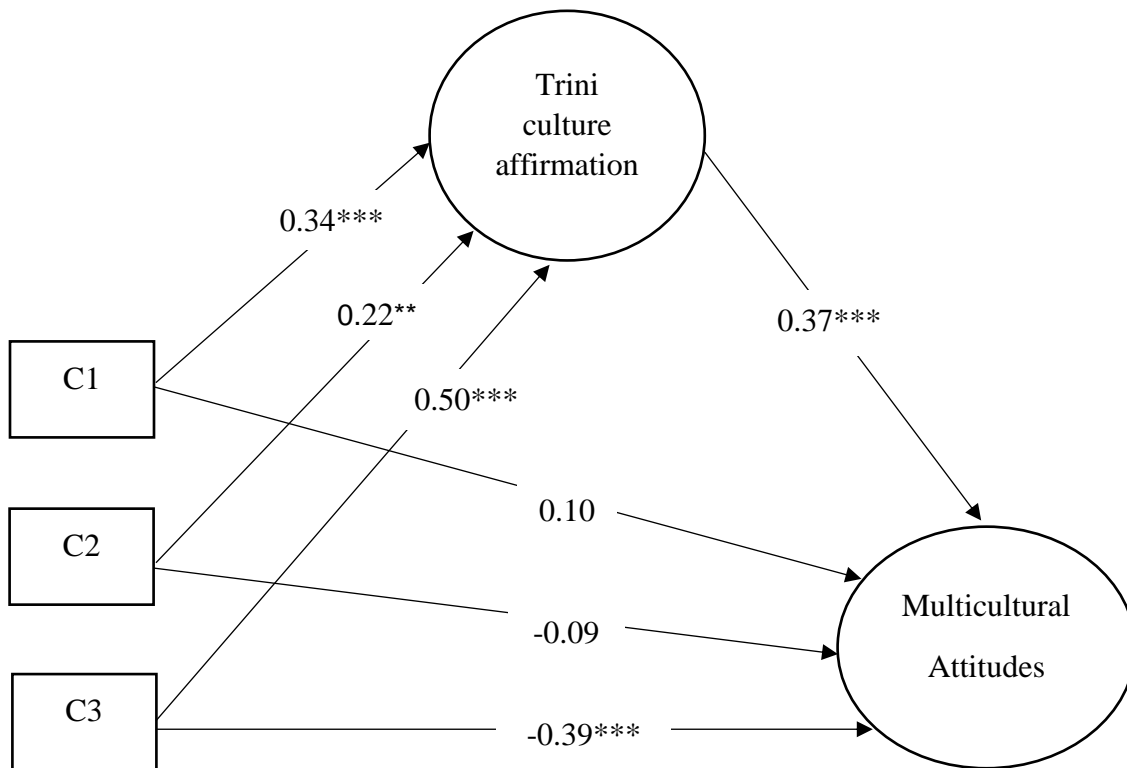 Trini
culture
affirmation
0.34***
0.22**
0.37***
C1
0.50***
0.10
C2
Multicultural
-0.09
Attitudes
C3
-0.39***